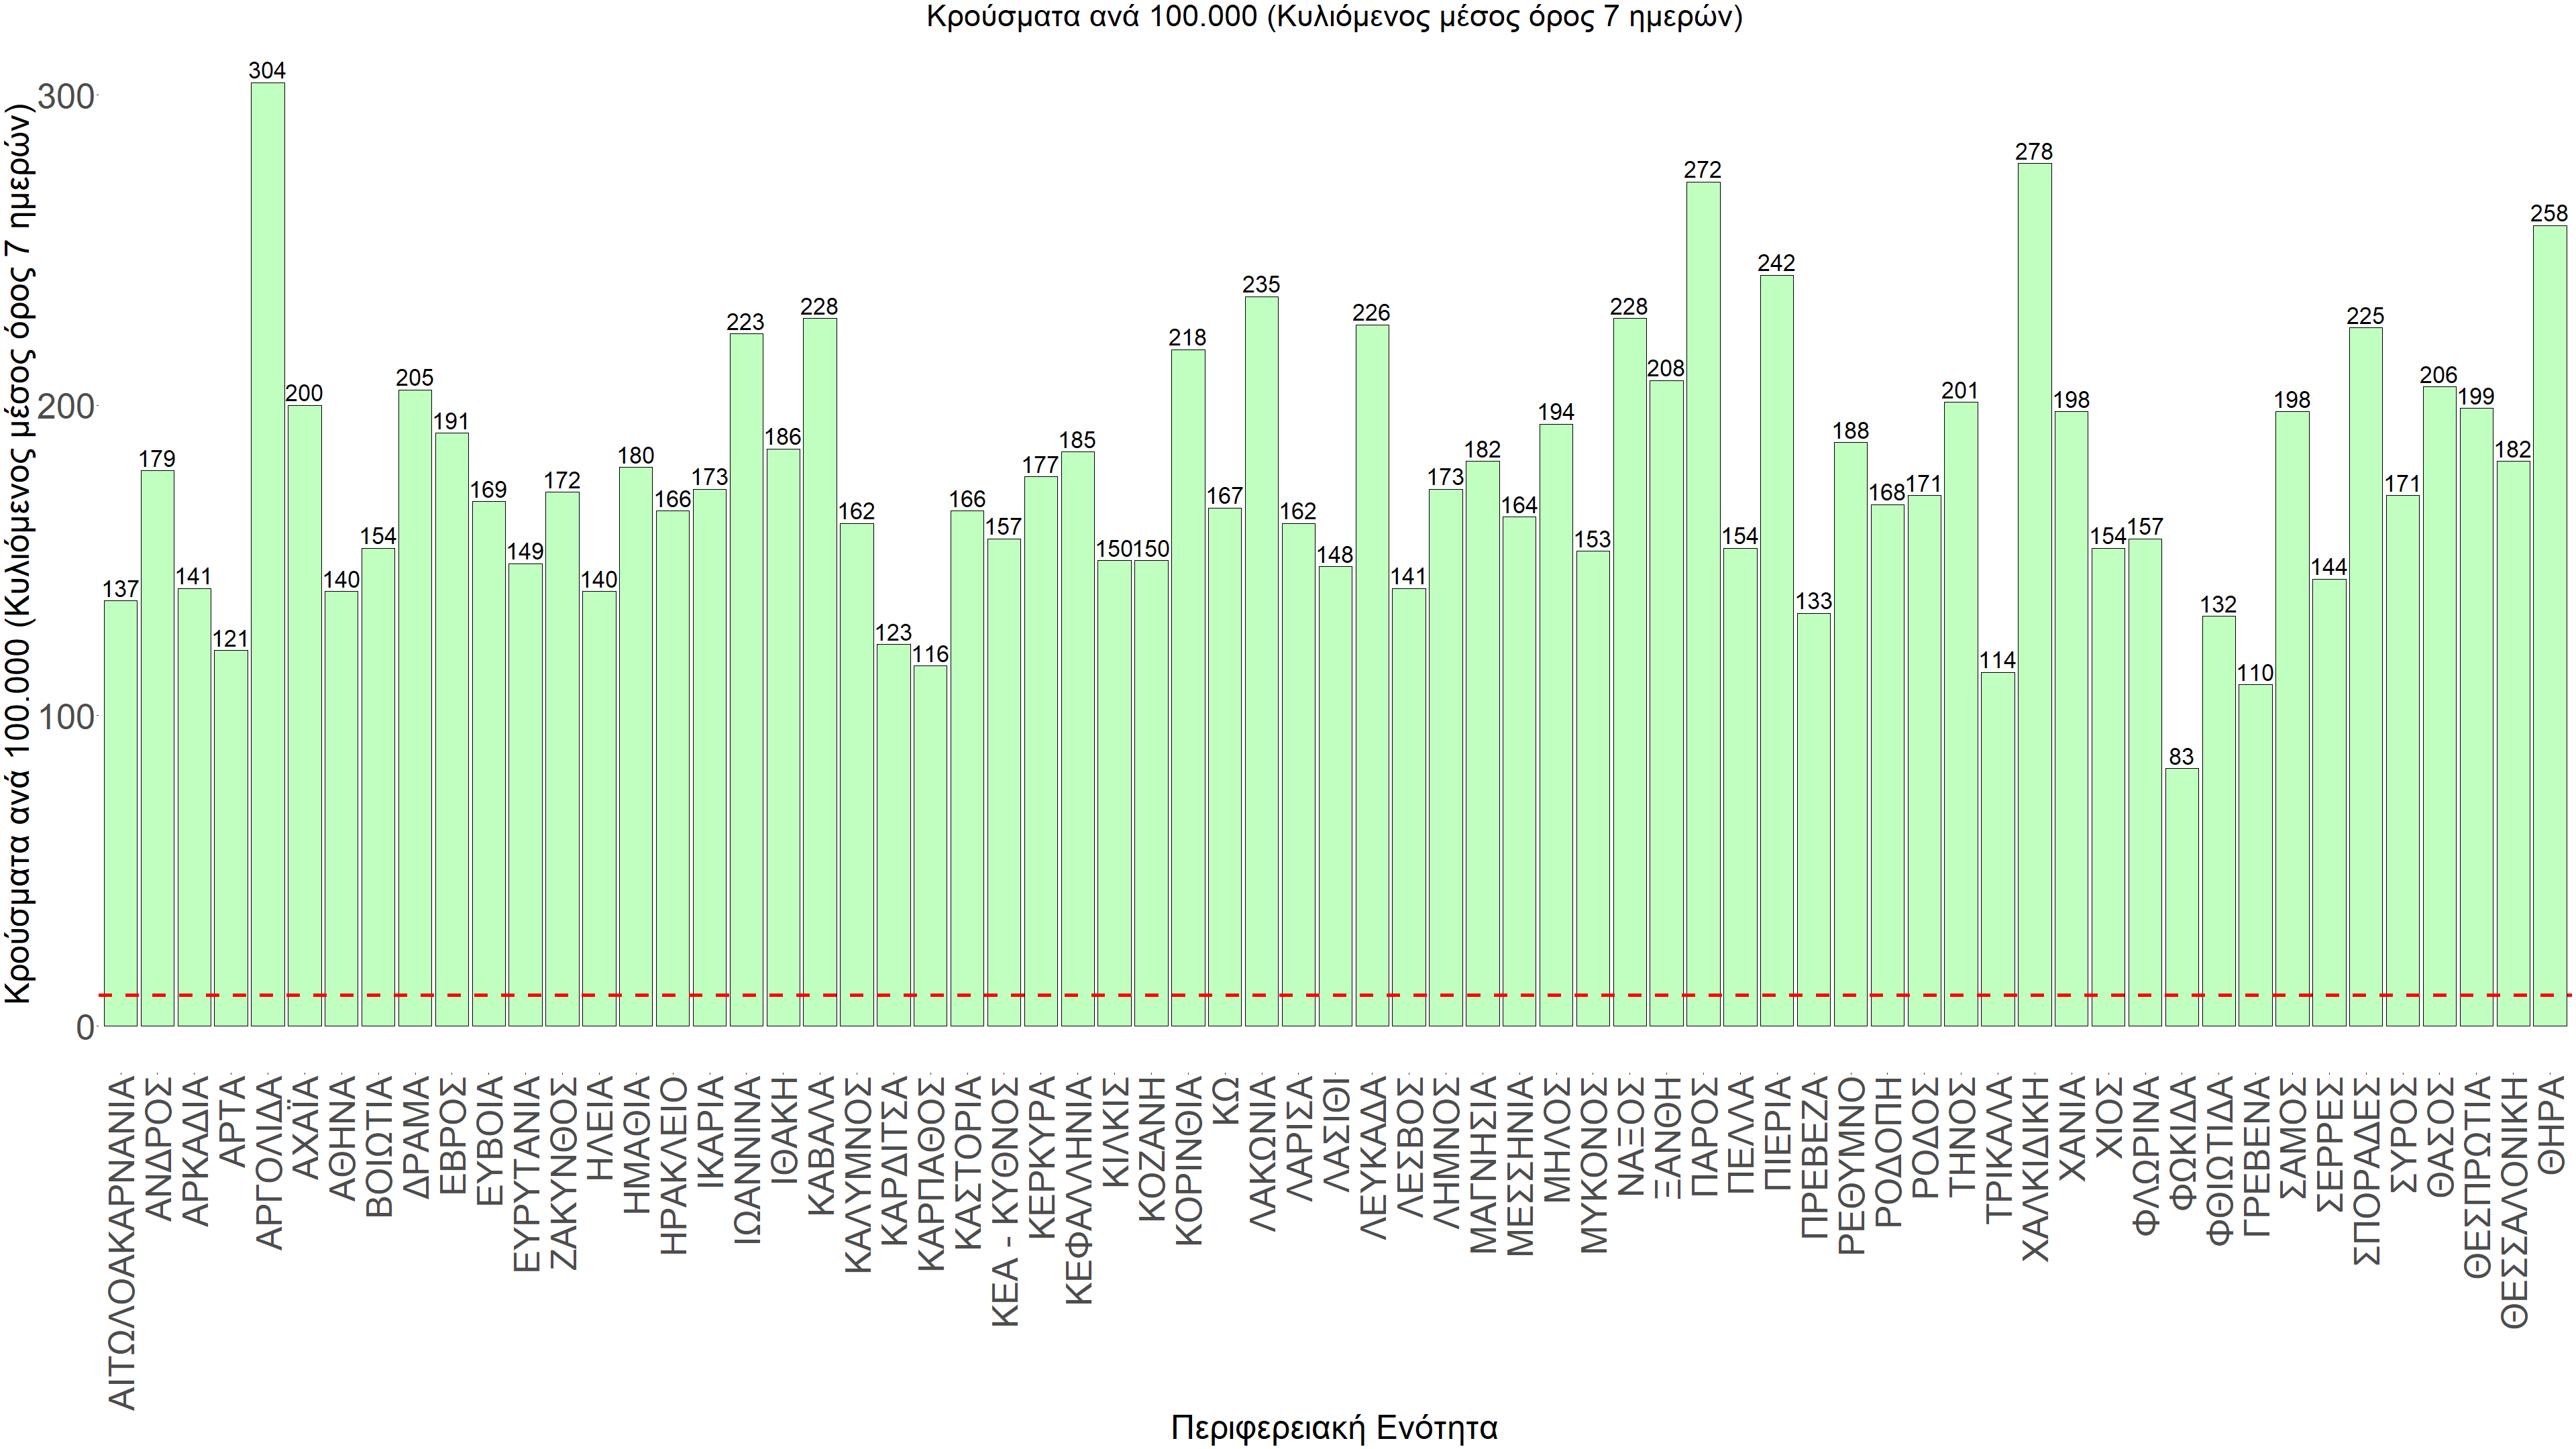 Κρούσματα ανά 100.000 (Κυλιόμενος μέσος όρος 7 ημερών)
Κρούσματα ανά 100.000 (Κυλιόμενος μέσος όρος 7 ημερών)
300
200
100
0
137
179
141
121
304
200
140
154
205
191
169
149
172
140
180
166
173
223
186
228
162
123
116
166
157
177
185
150
150
218
167
235
162
148
226
141
173
182
164
194
153
228
208
272
154
242
133
188
168
171
201
114
278
198
154
157
83
132
110
198
144
225
171
206
199
182
258
ΑΙΤΩΛΟΑΚΑΡΝΑΝΙΑ
ΑΝΔΡΟΣ
ΑΡΚΑΔΙΑ
ΑΡΤΑ
ΑΡΓΟΛΙΔΑ
ΑΧΑΪΑ
ΑΘΗΝΑ
ΒΟΙΩΤΙΑ
ΔΡΑΜΑ
ΕΒΡΟΣ
ΕΥΒΟΙΑ
ΕΥΡΥΤΑΝΙΑ
ΖΑΚΥΝΘΟΣ
ΗΛΕΙΑ
ΗΜΑΘΙΑ
ΗΡΑΚΛΕΙΟ
ΙΚΑΡΙΑ
ΙΩΑΝΝΙΝΑ
ΙΘΑΚΗ
ΚΑΒΑΛΑ
ΚΑΛΥΜΝΟΣ
ΚΑΡΔΙΤΣΑ
ΚΑΡΠΑΘΟΣ
ΚΑΣΤΟΡΙΑ
ΚΕΑ - ΚΥΘΝΟΣ
ΚΕΡΚΥΡΑ
ΚΕΦΑΛΛΗΝΙΑ
ΚΙΛΚΙΣ
ΚΟΖΑΝΗ
ΚΟΡΙΝΘΙΑ
ΚΩ
ΛΑΚΩΝΙΑ
ΛΑΡΙΣΑ
ΛΑΣΙΘΙ
ΛΕΥΚΑΔΑ
ΛΕΣΒΟΣ
ΛΗΜΝΟΣ
ΜΑΓΝΗΣΙΑ
ΜΕΣΣΗΝΙΑ
ΜΗΛΟΣ
ΜΥΚΟΝΟΣ
ΝΑΞΟΣ
ΞΑΝΘΗ
ΠΑΡΟΣ
ΠΕΛΛΑ
ΠΙΕΡΙΑ
ΠΡΕΒΕΖΑ
ΡΕΘΥΜΝΟ
ΡΟΔΟΠΗ
ΡΟΔΟΣ
ΤΗΝΟΣ
ΤΡΙΚΑΛΑ
ΧΑΛΚΙΔΙΚΗ
ΧΑΝΙΑ
ΧΙΟΣ
ΦΛΩΡΙΝΑ
ΦΩΚΙΔΑ
ΦΘΙΩΤΙΔΑ
ΓΡΕΒΕΝΑ
ΣΑΜΟΣ
ΣΕΡΡΕΣ
ΣΠΟΡΑΔΕΣ
ΣΥΡΟΣ
ΘΑΣΟΣ
ΘΕΣΠΡΩΤΙΑ
ΘΕΣΣΑΛΟΝΙΚΗ
ΘΗΡΑ
Περιφερειακή Ενότητα